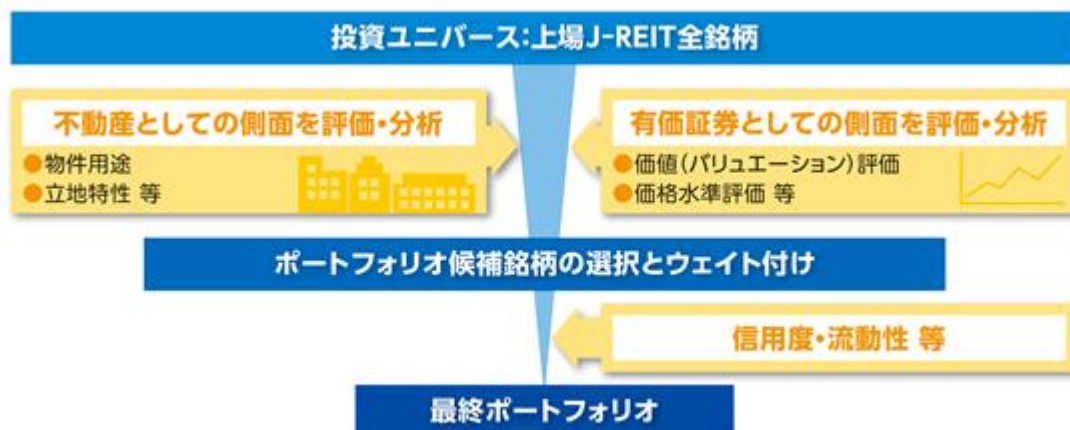 投資ユニバース:上場J-REIT全銘柄
不動産としての側面を評価・分析
●物件用途
●立地特性 等
有価証券としての側面を評価・分析
●価値(バリュエーション)評価
●価格水準評価 等
ポートフォリオ候補銘柄の選択とウェイト付け
信用度・流動性 等
最終ポートフォリオ